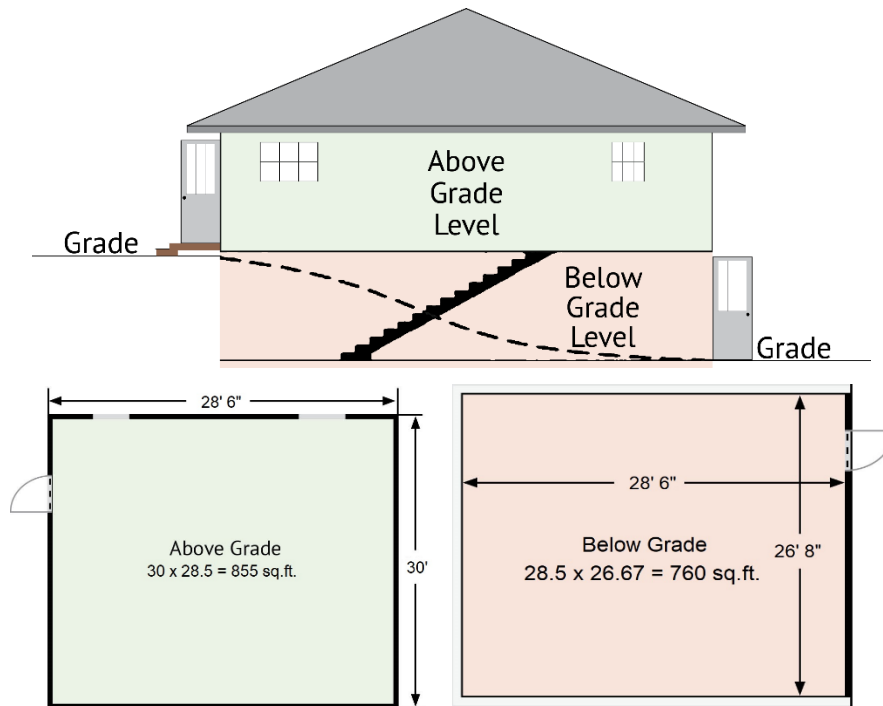 Above
Grade
Level
Grade
Below
Grade
Level
Grade
28' 6"
28' 6"
Above Grade
30 x 28.5 = 855 sq.ft.
30'
Below Grade
28.5 x 26.67 = 760 sq.ft.
26' 8"